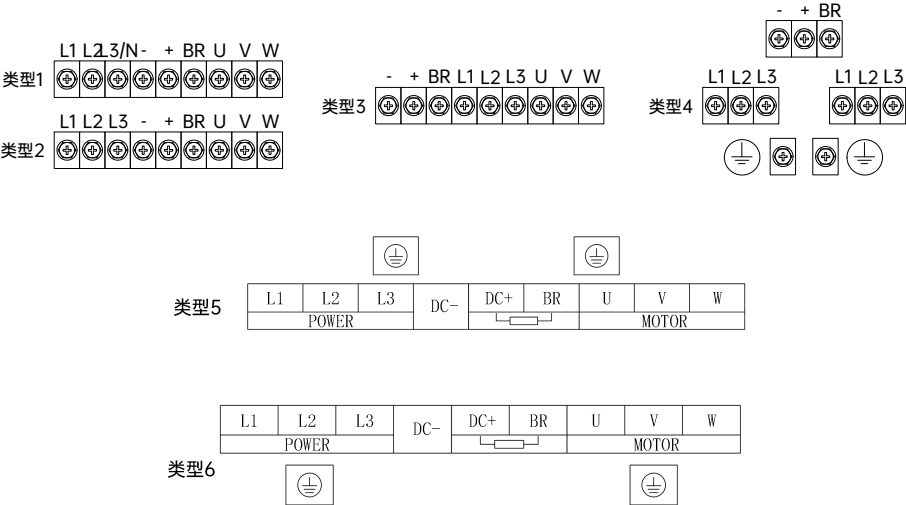 - + BR
L1 L2 L3/N - + BR U V W
类型1
- + BR L1 L2 L3 U V W
类型3
L1 L2 L3
L1 L2 L3
类型4
L1 L2 L3 - + BR U V W
类型2
类型5
L1 L2 L3 DC- DC+ BR U V W
POWER MOTOR
L1 L2 L3 DC- DC+ BR U V W
POWER MOTOR
类型6